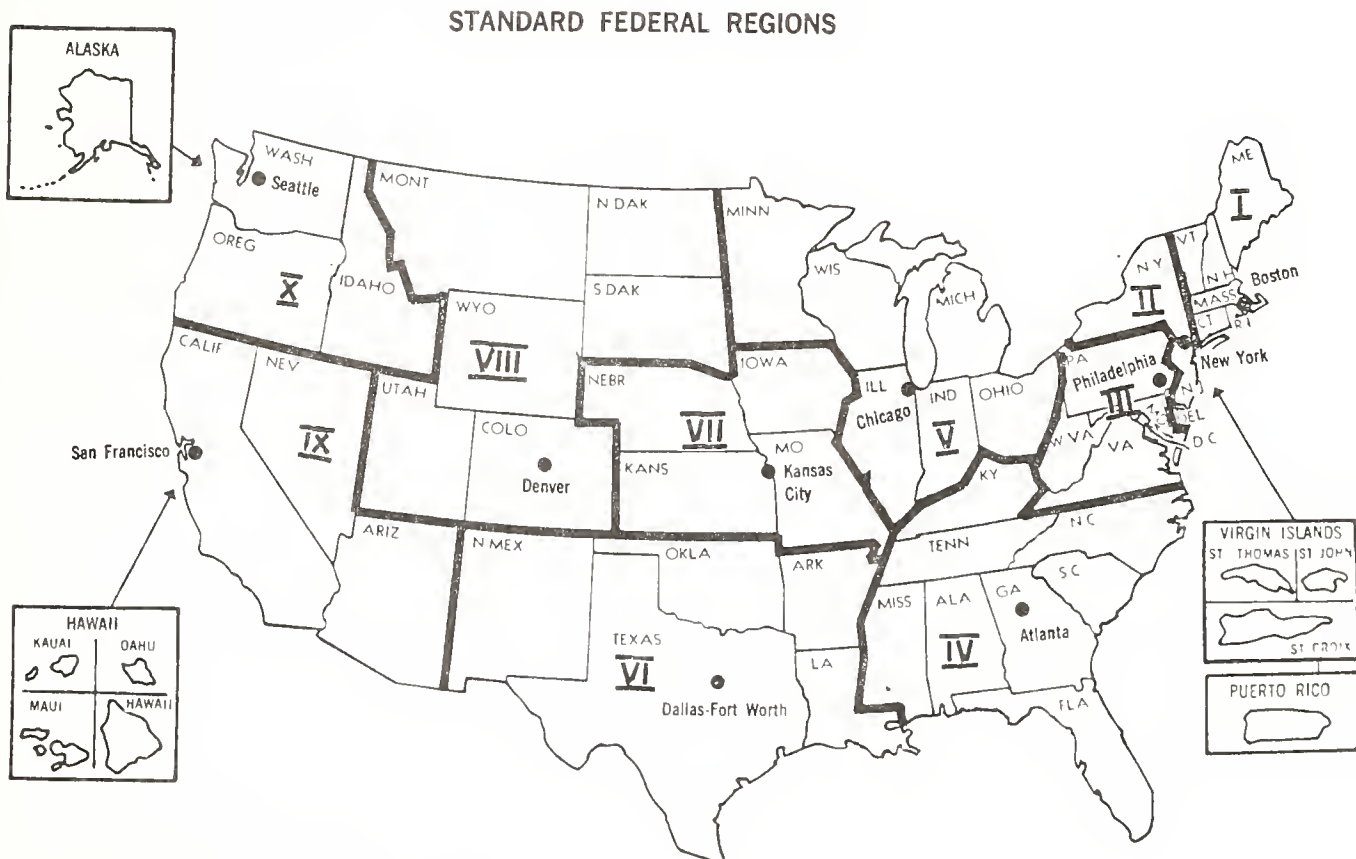 STANDARD FEDERAL REGIONS
ALASKA
WASH
Seattle
MONT
N DAK
MINN
ME
I
OREG
X
IDAHO
WYO
VIII
S DAK
WIS
MICH
NY
II
VT
NH
Boston
MASS
CT
RI
New York
CALIF
NEV
UTAH
NEBR
IOWA
ILL
Chicago
IND
V
OHIO
PA
Philadelphia
III
NJ
DEL
DC
San Francisco
IX
COLO
Denver
VII
KANS
MO
Kansas
City
KY
W VA
VA
ARIZ
N MEX
OKLA
ARK
TENN
NC
SC
HAWAII
KAUAI
OAHU
MAUI
HAWAII
TEXAS
VI
Dallas-Fort Worth
LA
MISS
ALA
IV
GA
Atlanta
FLA
VIRGIN ISLANDS
ST THOMAS
ST JOHN
ST CROIX
PUERTO RICO